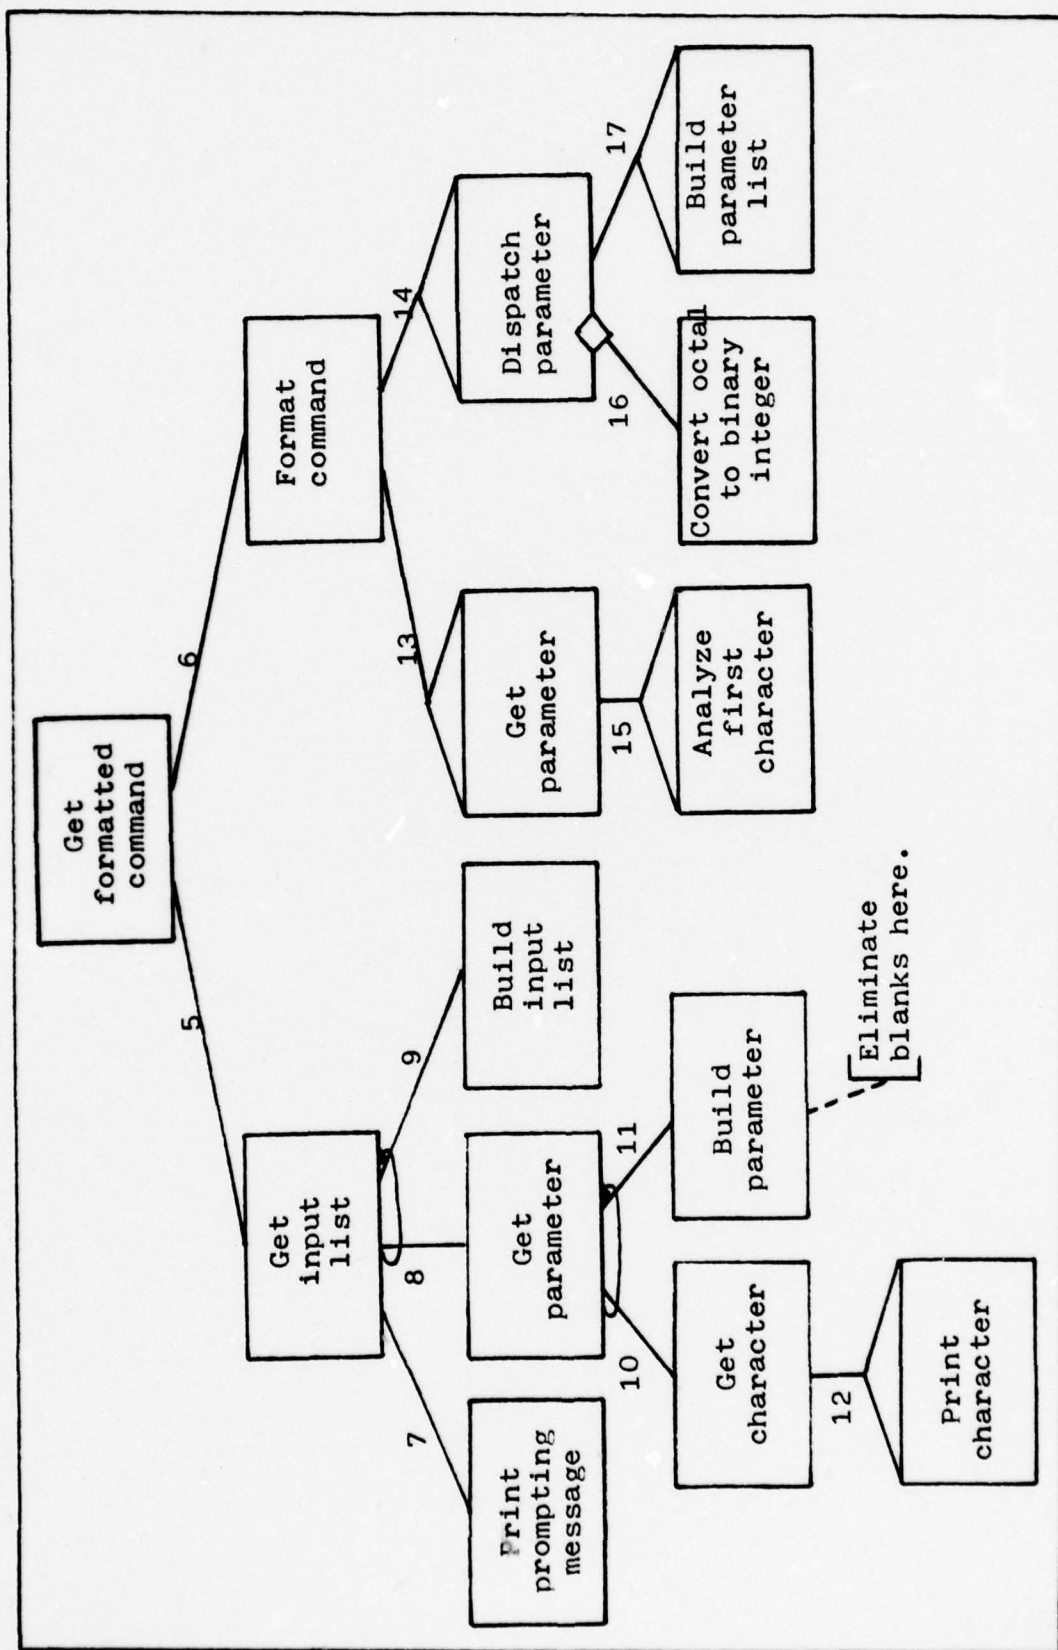 Get
formatted
command
5
6
Get
input
list
Format
command
7
8
9
13
14
Print
prompting
message
Get
parameter
Build
input
list
Get
parameter
Dispatch
parameter
10
11
15
16
17
Get
character
Build
parameter
Analyze
first
character
Convert octal
to binary
integer
Build
parameter
list
12
Eliminate
blanks here.
Print
character